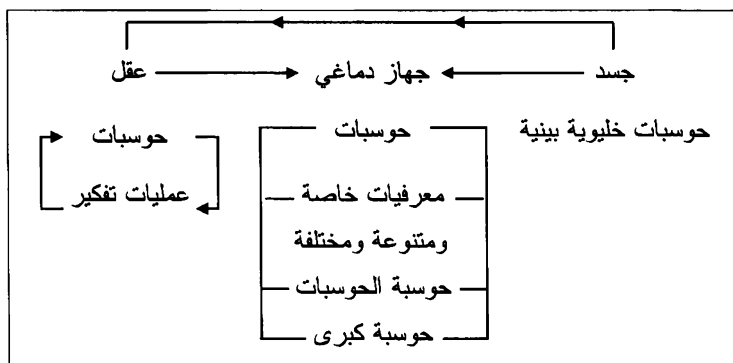 جسد جهاز دماغي عقل
حوسبات خليوية بينية حوسبات حوسبات
معرفيات خاصة عمليات تفكير
ومتنوعة ومختلفة
حوسبة الحوسبات
حوسبة كبرى